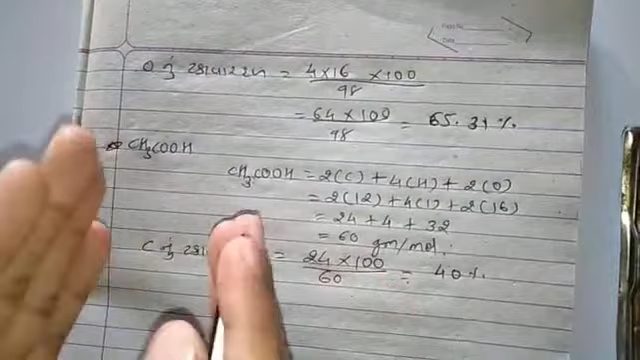 O નું = 4×16 ×100 / 98
= 64×100 / 98 = 65.31 %
CH₃COOH
CH₃COOH = 2(C) + 4(H) + 2(O)
= 2(12) + 4(1) + 2(16)
= 24 + 4 + 32
= 60 gm/mol.
C નું = 24×100 / 60 = 40 %